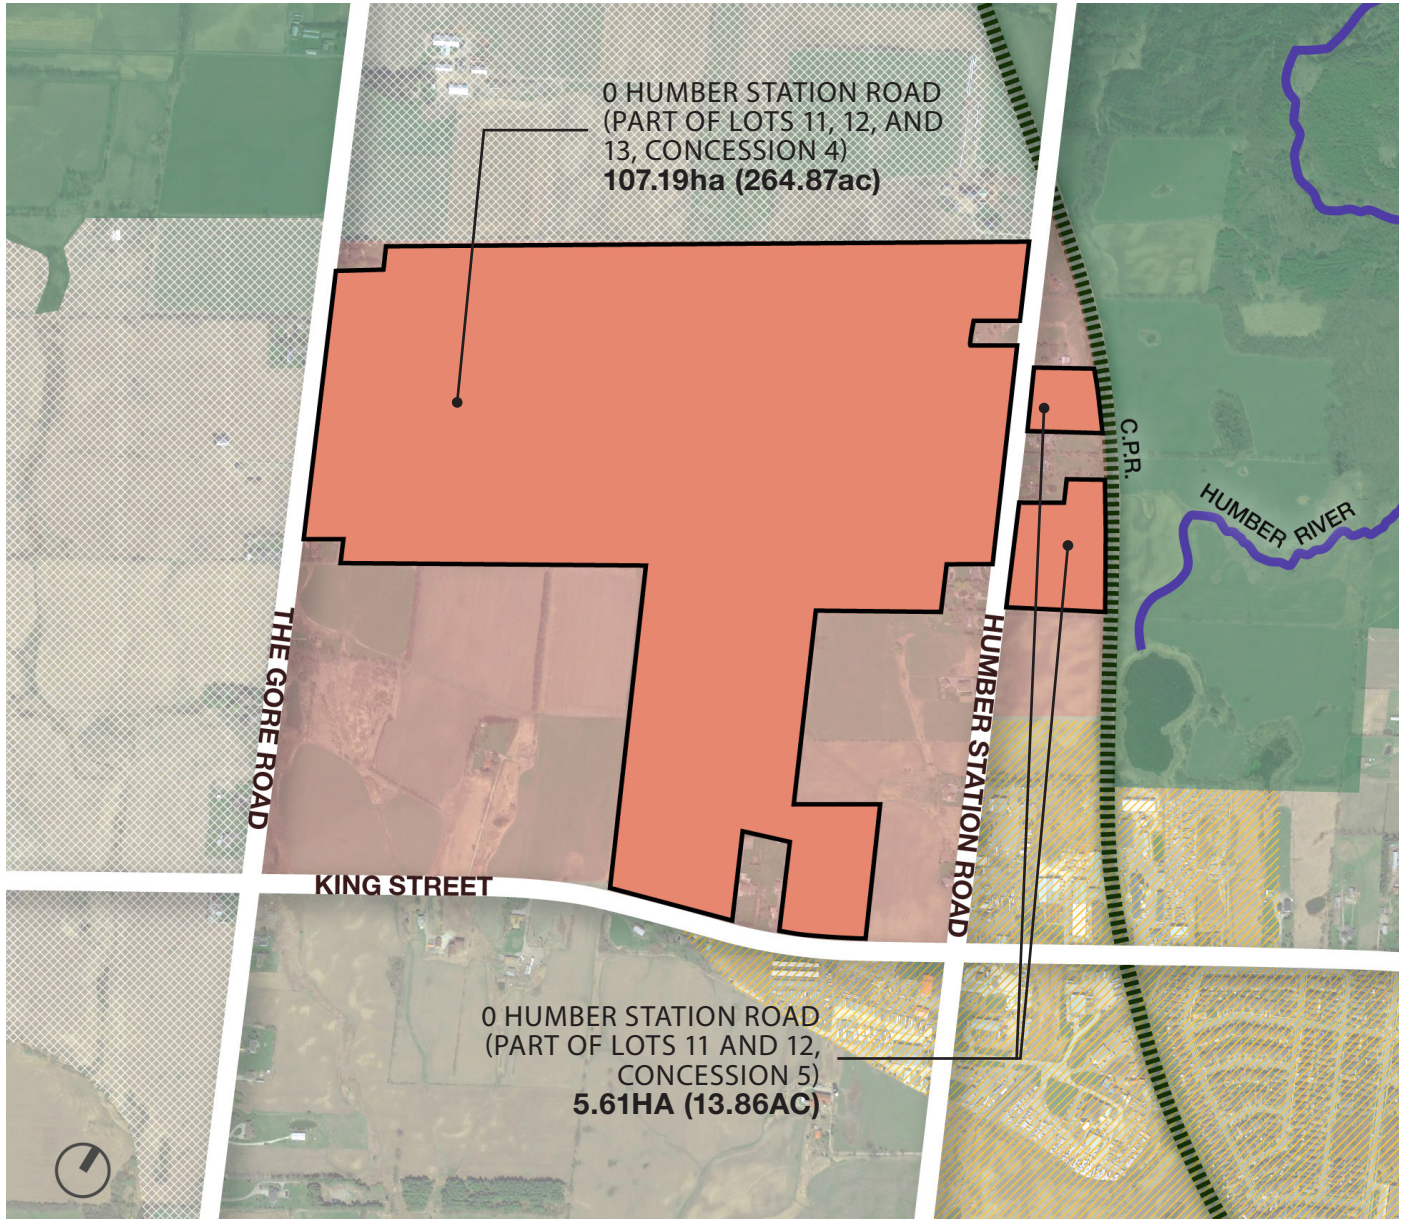 0 HUMBER STATION ROAD
(PART OF LOTS 11, 12, AND
13, CONCESSION 4)
107.19ha (264.87ac)
C.P.R.
HUMBER RIVER
THE GORE ROAD
HUMBER STATION ROAD
KING STREET
0 HUMBER STATION ROAD
(PART OF LOTS 11 AND 12,
CONCESSION 5)
5.61HA (13.86AC)